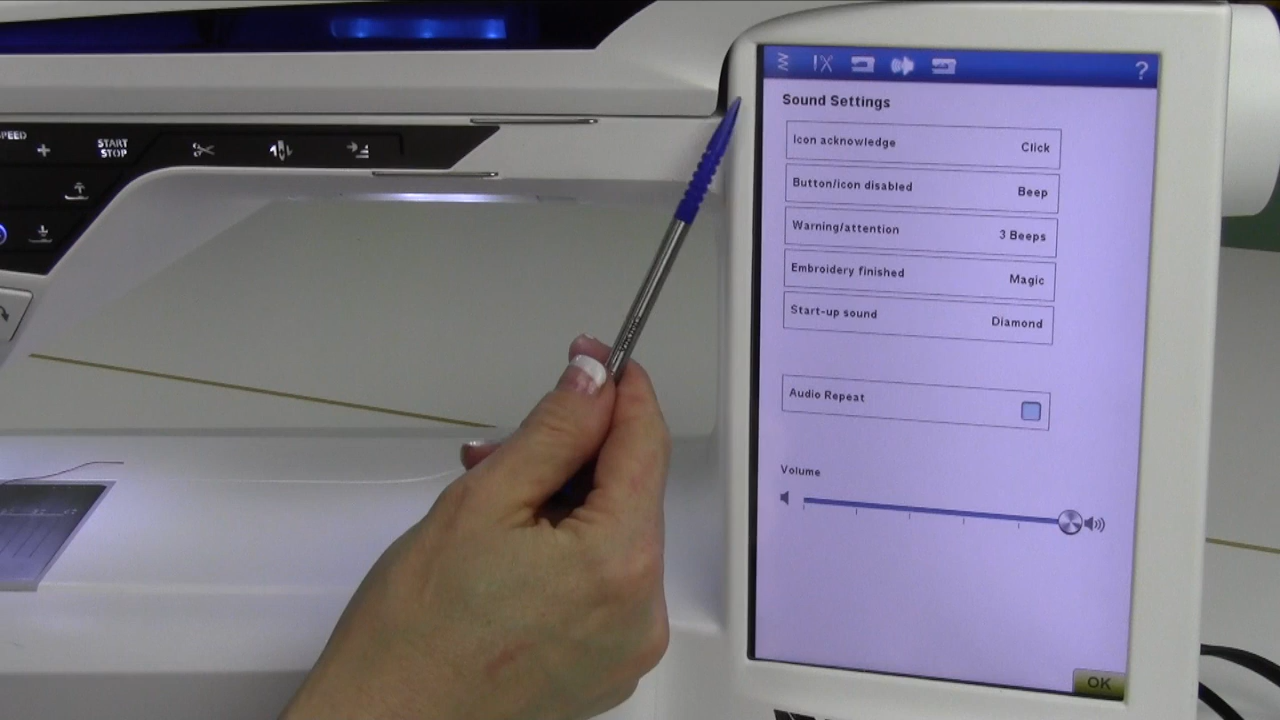 START
STOP
?
Sound Settings
Icon acknowledge Click
Button/icon disabled Beep
Warning/attention 3 Beeps
Embroidery finished Magic
Start-up sound Diamond
Audio Repeat
Volume
OK